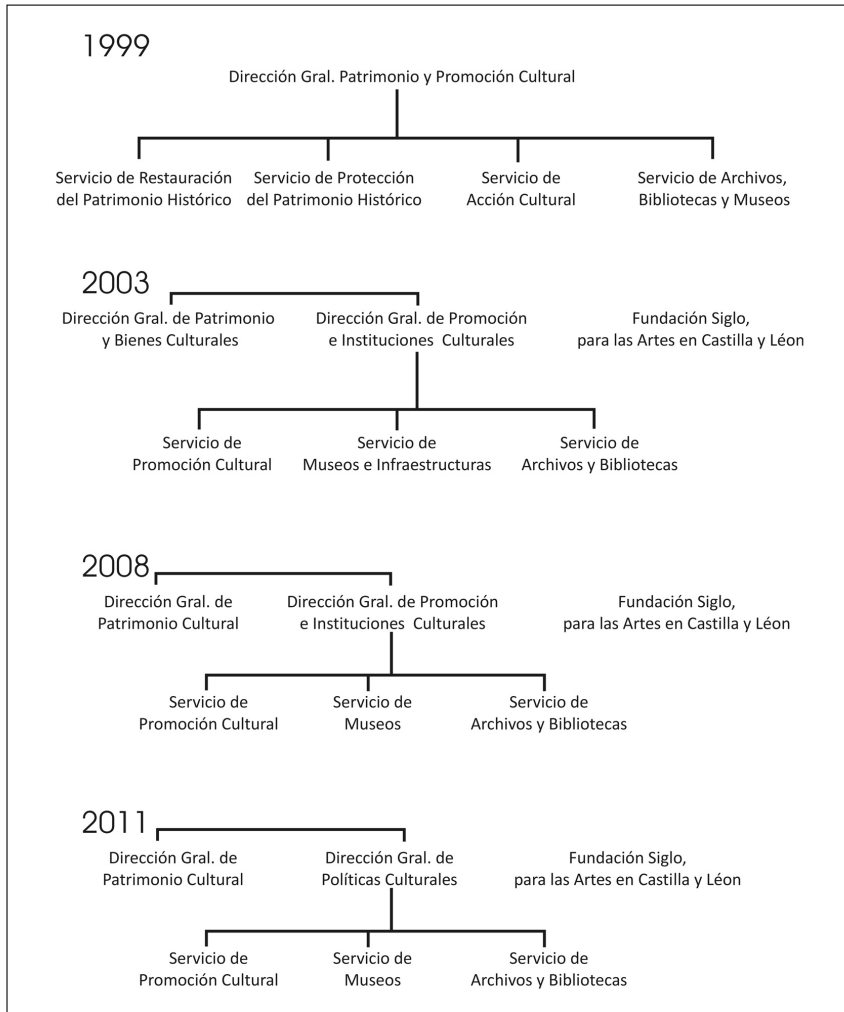 1999
Dirección Gral. Patrimonio y Promoción Cultural
Servicio de Restauración
del Patrimonio Histórico
Servicio de Protección
del Patrimonio Histórico
Servicio de
Acción Cultural
Servicio de Archivos,
Bibliotecas y Museos
2003
Dirección Gral. de Patrimonio
y Bienes Culturales
Dirección Gral. de Promoción
e Instituciones Culturales
Fundación Siglo,
para las Artes en Castilla y Léon
Servicio de
Promoción Cultural
Servicio de
Museos e Infraestructuras
Servicio de
Archivos y Bibliotecas
2008
Dirección Gral. de
Patrimonio Cultural
Dirección Gral. de Promoción
e Instituciones Culturales
Fundación Siglo,
para las Artes en Castilla y Léon
Servicio de
Promoción Cultural
Servicio de
Museos
Servicio de
Archivos y Bibliotecas
2011
Dirección Gral. de
Patrimonio Cultural
Dirección Gral. de
Políticas Culturales
Fundación Siglo,
para las Artes en Castilla y Léon
Servicio de
Promoción Cultural
Servicio de
Museos
Servicio de
Archivos y Bibliotecas